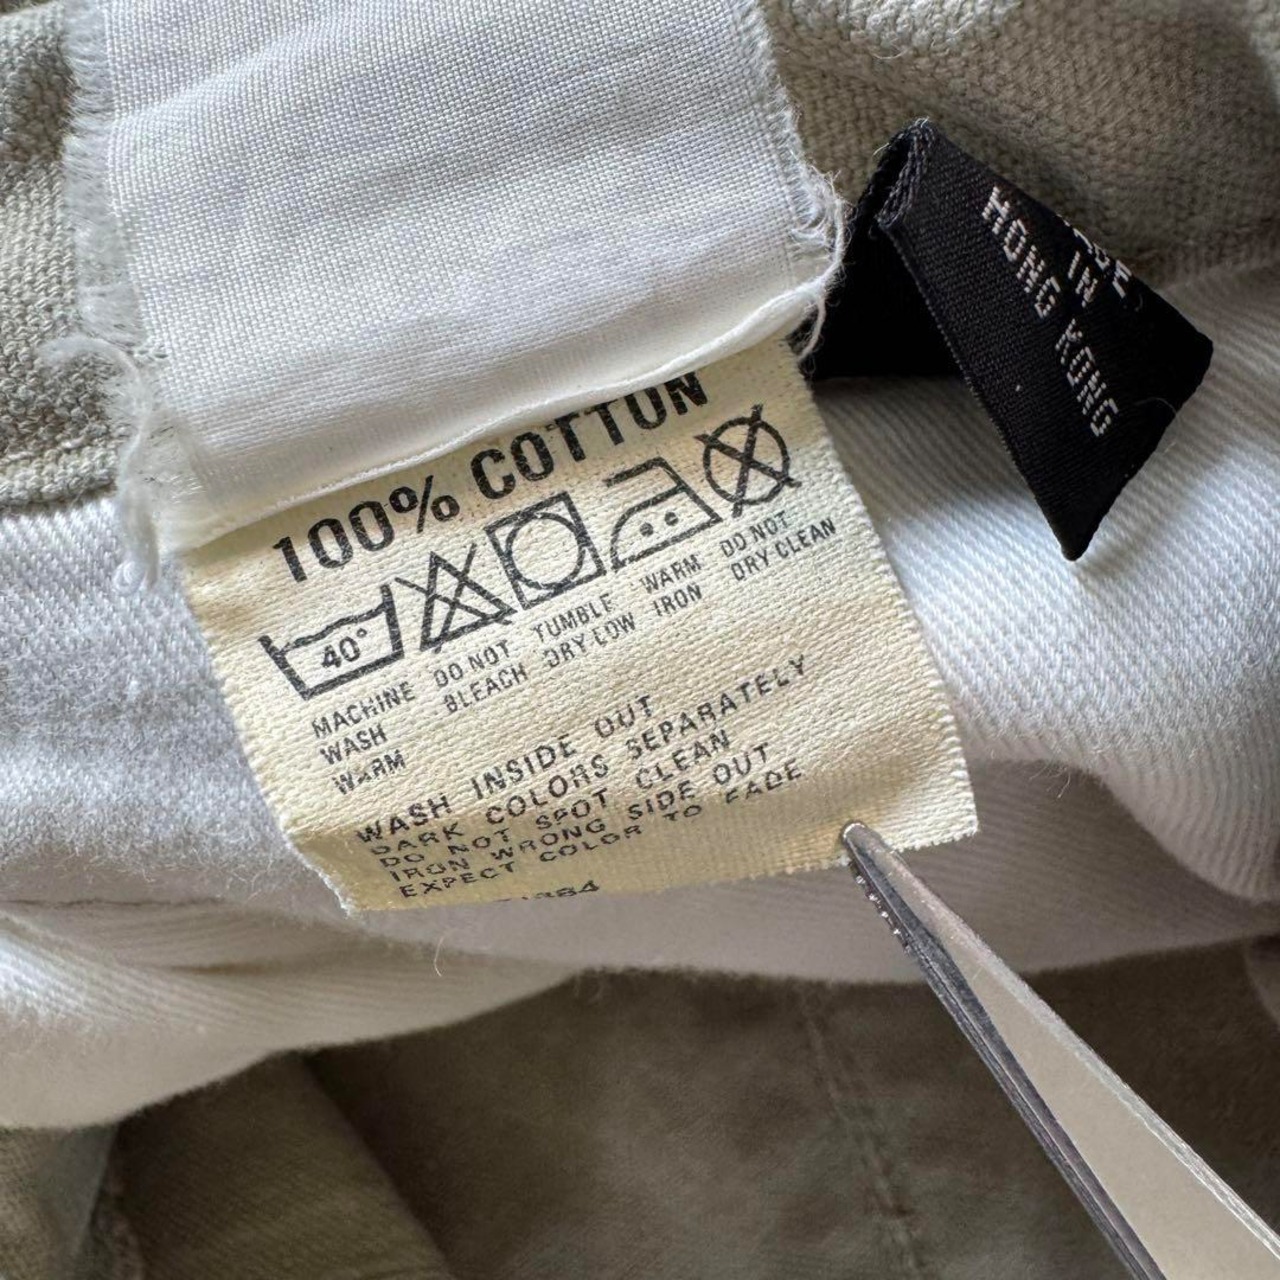 100% COTTON
40°
MACHINE
WASH
WARM
DO NOT
BLEACH
TUMBLE
DRY LOW
WARM
IRON
DO NOT
DRY CLEAN
WASH INSIDE OUT
DARK COLORS SEPARATELY
DO NOT SPOT CLEAN
IRON WRONG SIDE OUT
EXPECT COLOR TO FADE
IN
HONG KONG